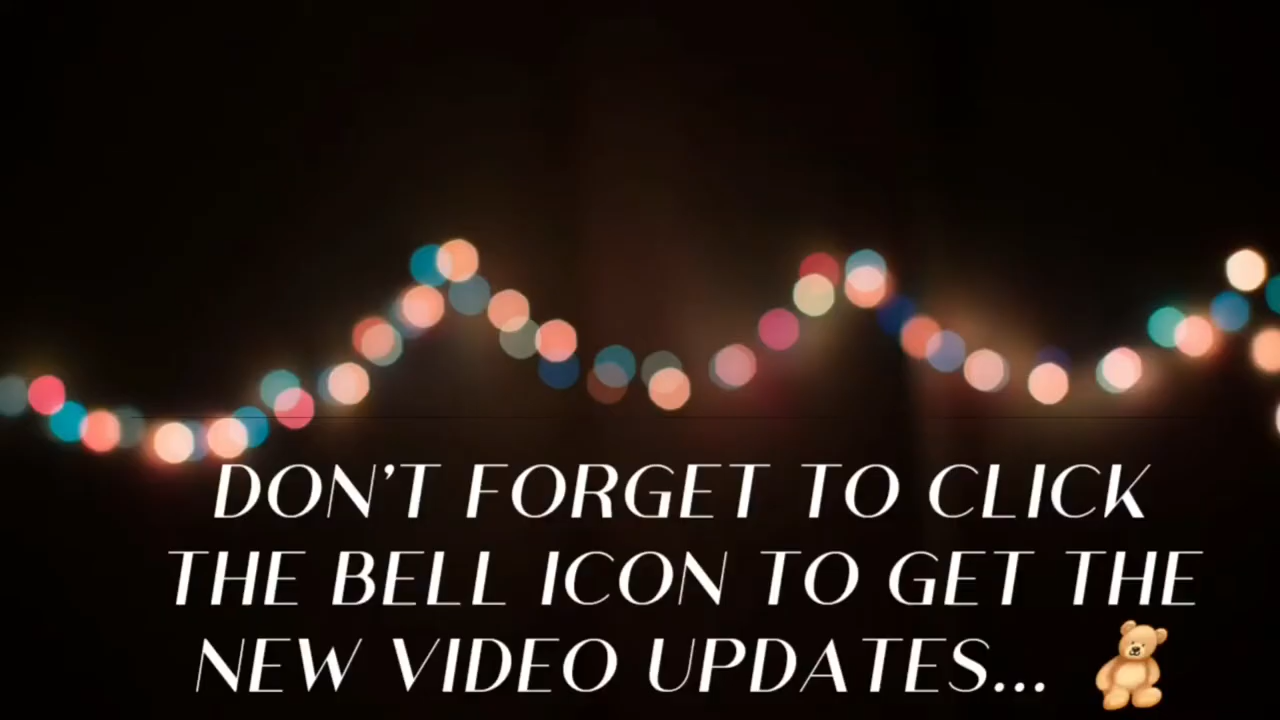 DON'T FORGET TO CLICK
THE BELL ICON TO GET THE
NEW VIDEO UPDATES...